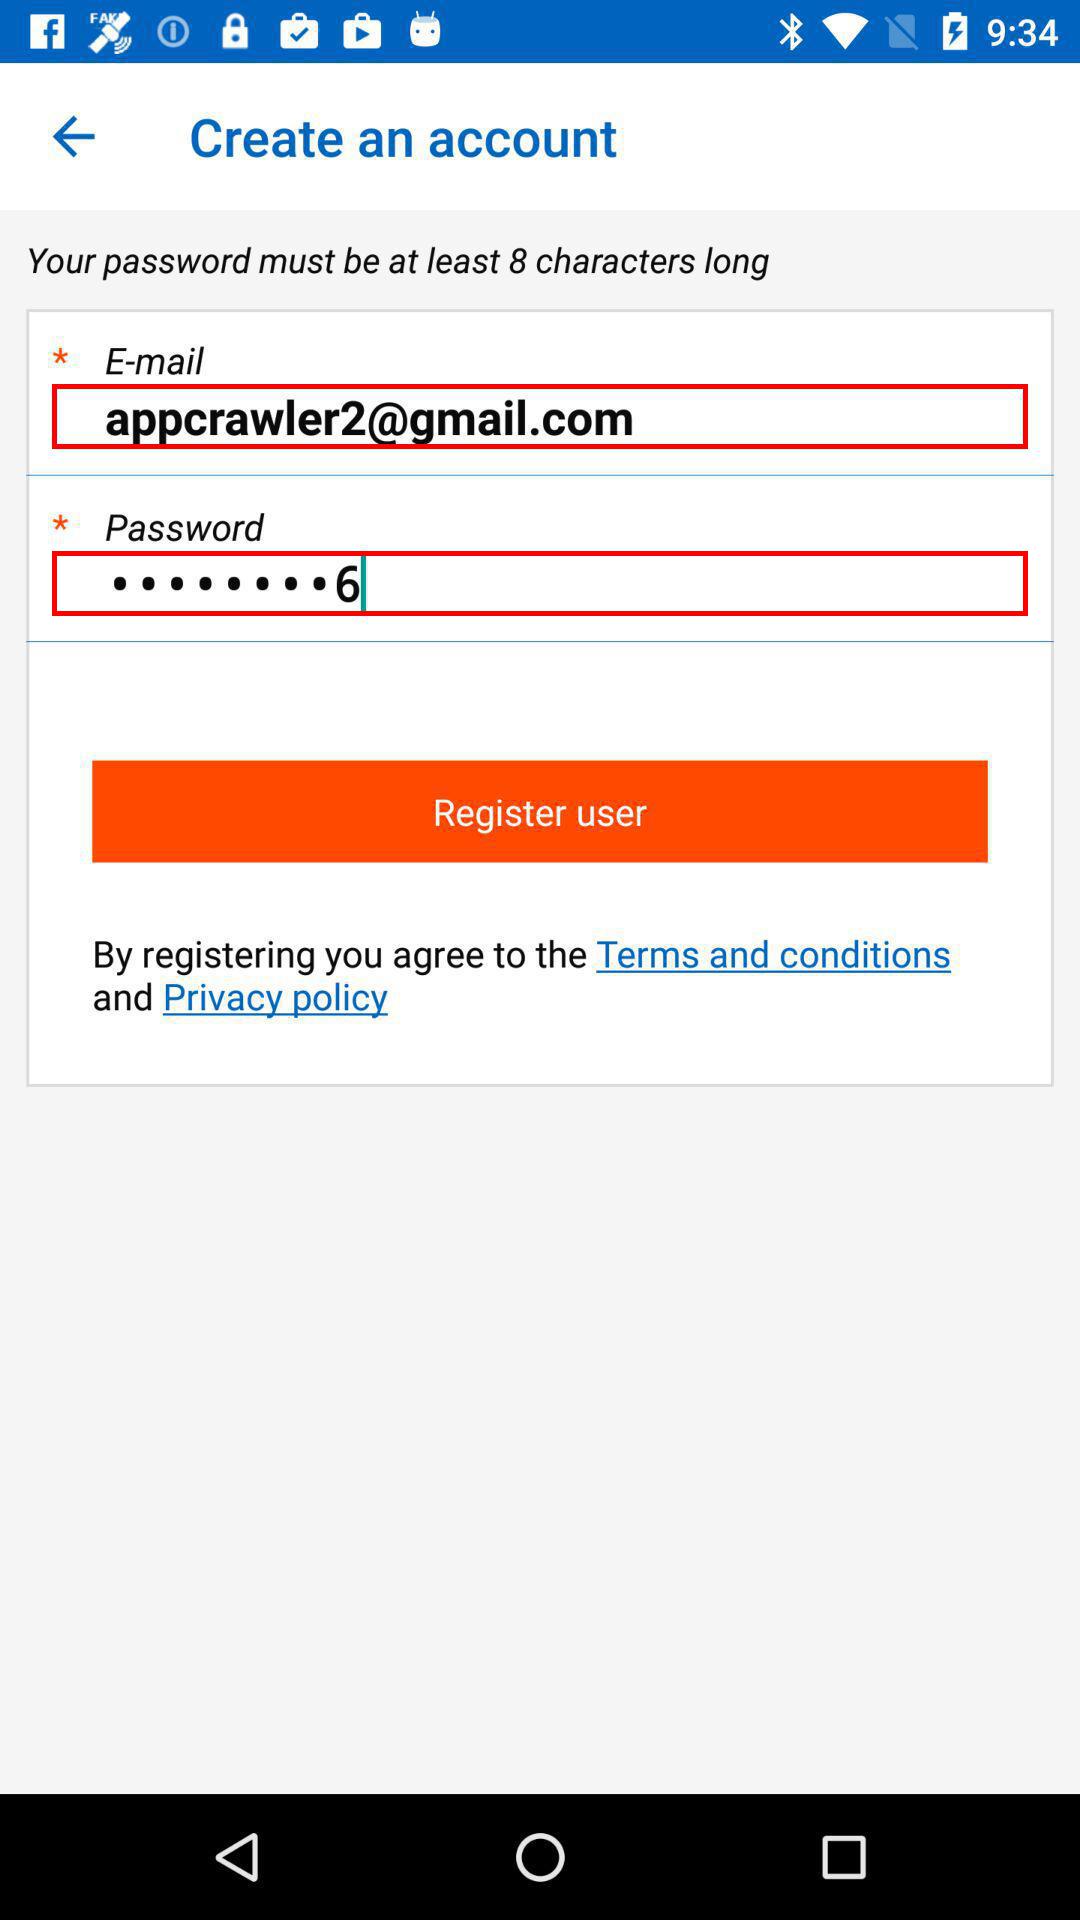 FAKE
9:34
Create an account
Your password must be at least 8 characters long
* E-mail
appcrawler2@gmail.com
* Password
••••••••6
Register user
By registering you agree to the Terms and conditions
and Privacy policy